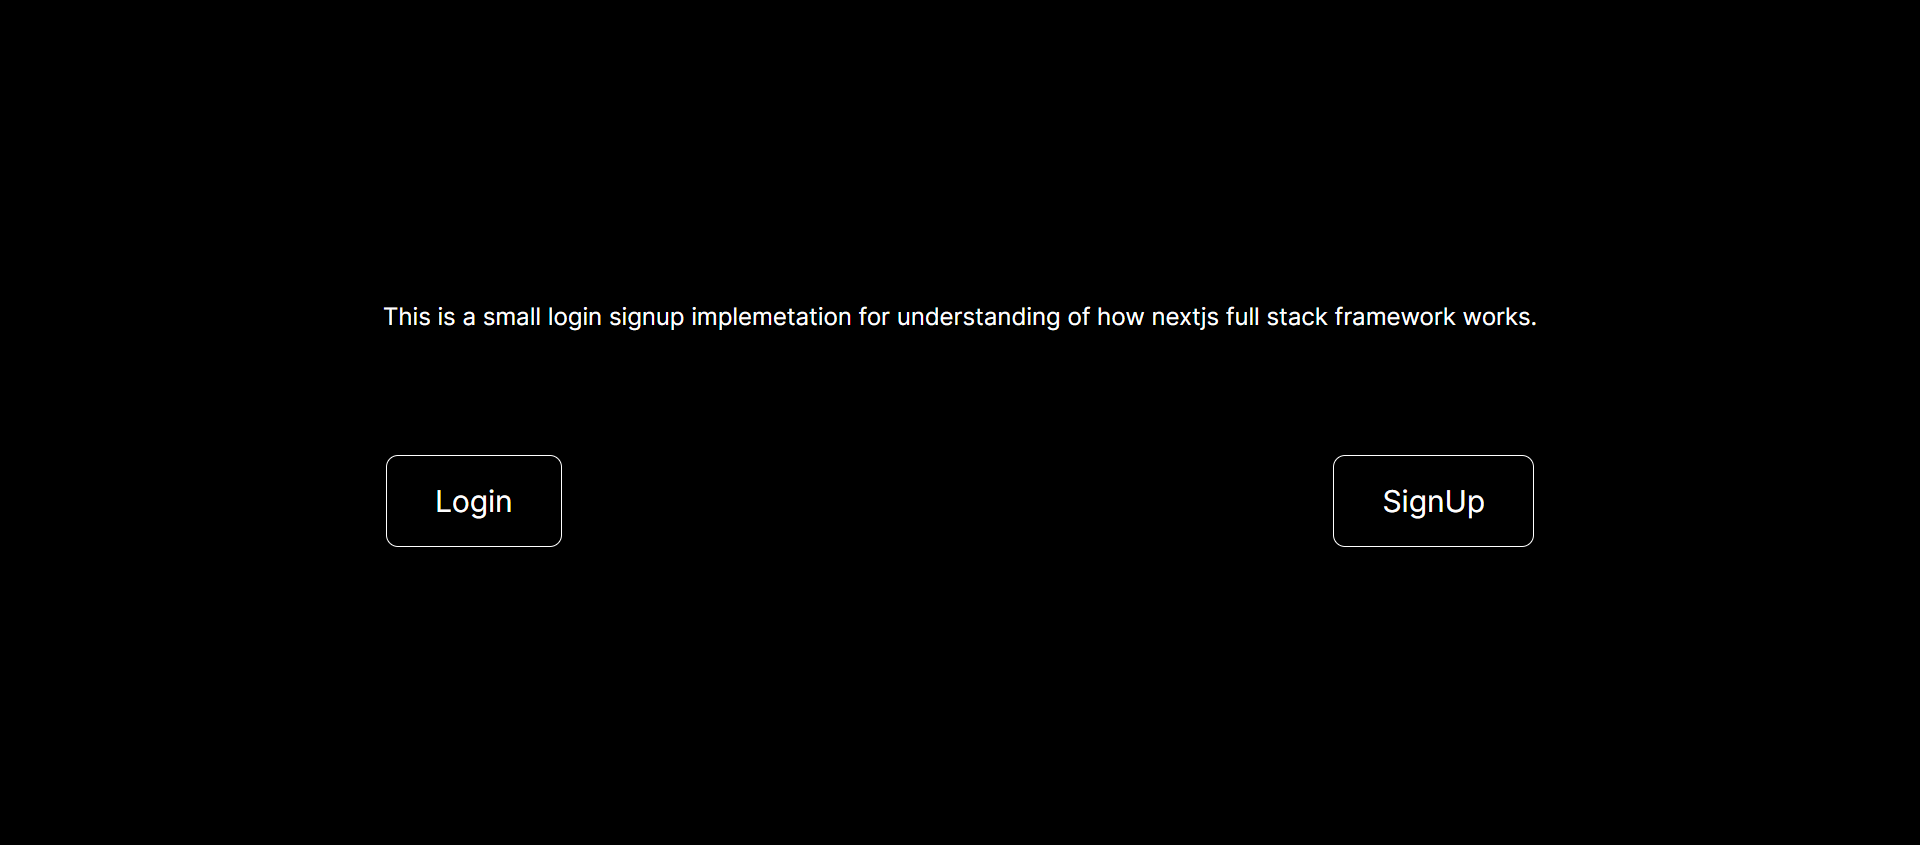 This is a small login signup implemetation for understanding of how nextjs full stack framework works.
Login
SignUp